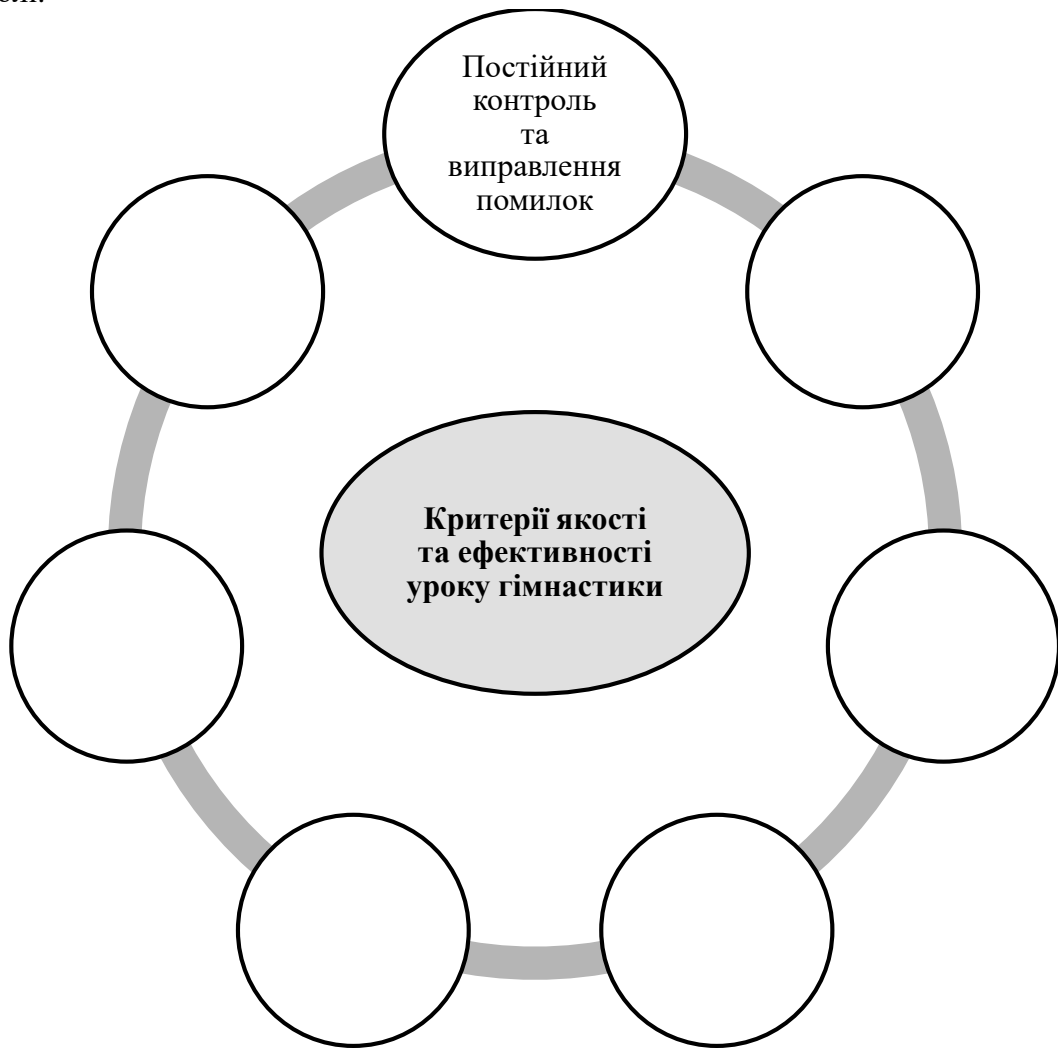 Постійний
контроль
та
виправлення
помилок
Критерії якості
та ефективності
уроку гімнастики